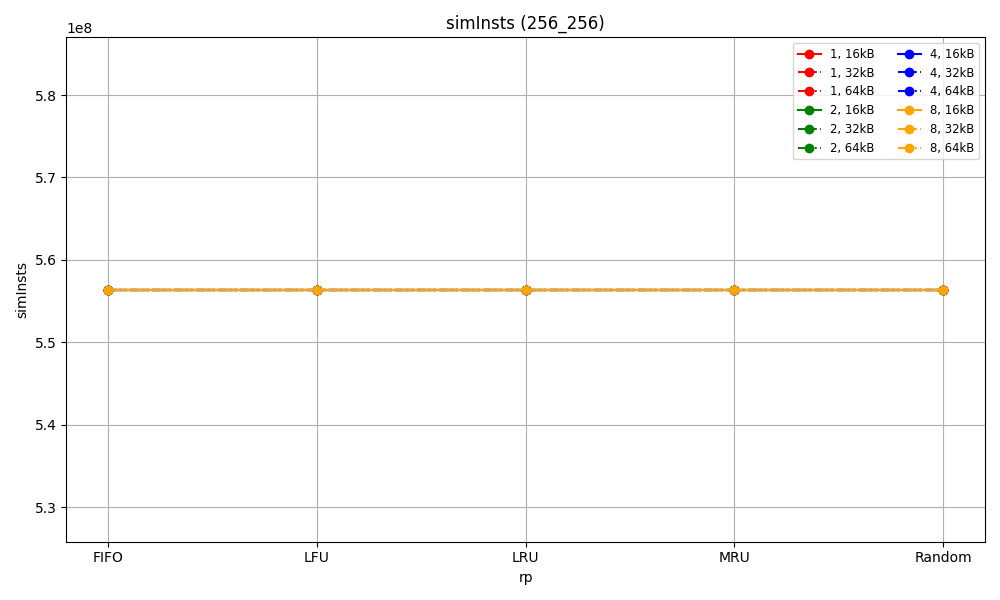 simInsts (256_256)
1e8
1, 16kB
1, 32kB
1, 64kB
2, 16kB
2, 32kB
2, 64kB
4, 16kB
4, 32kB
4, 64kB
8, 16kB
8, 32kB
8, 64kB
5.8
5.7
5.6
5.5
5.4
5.3
simInsts
FIFO
LFU
LRU
MRU
Random
rp